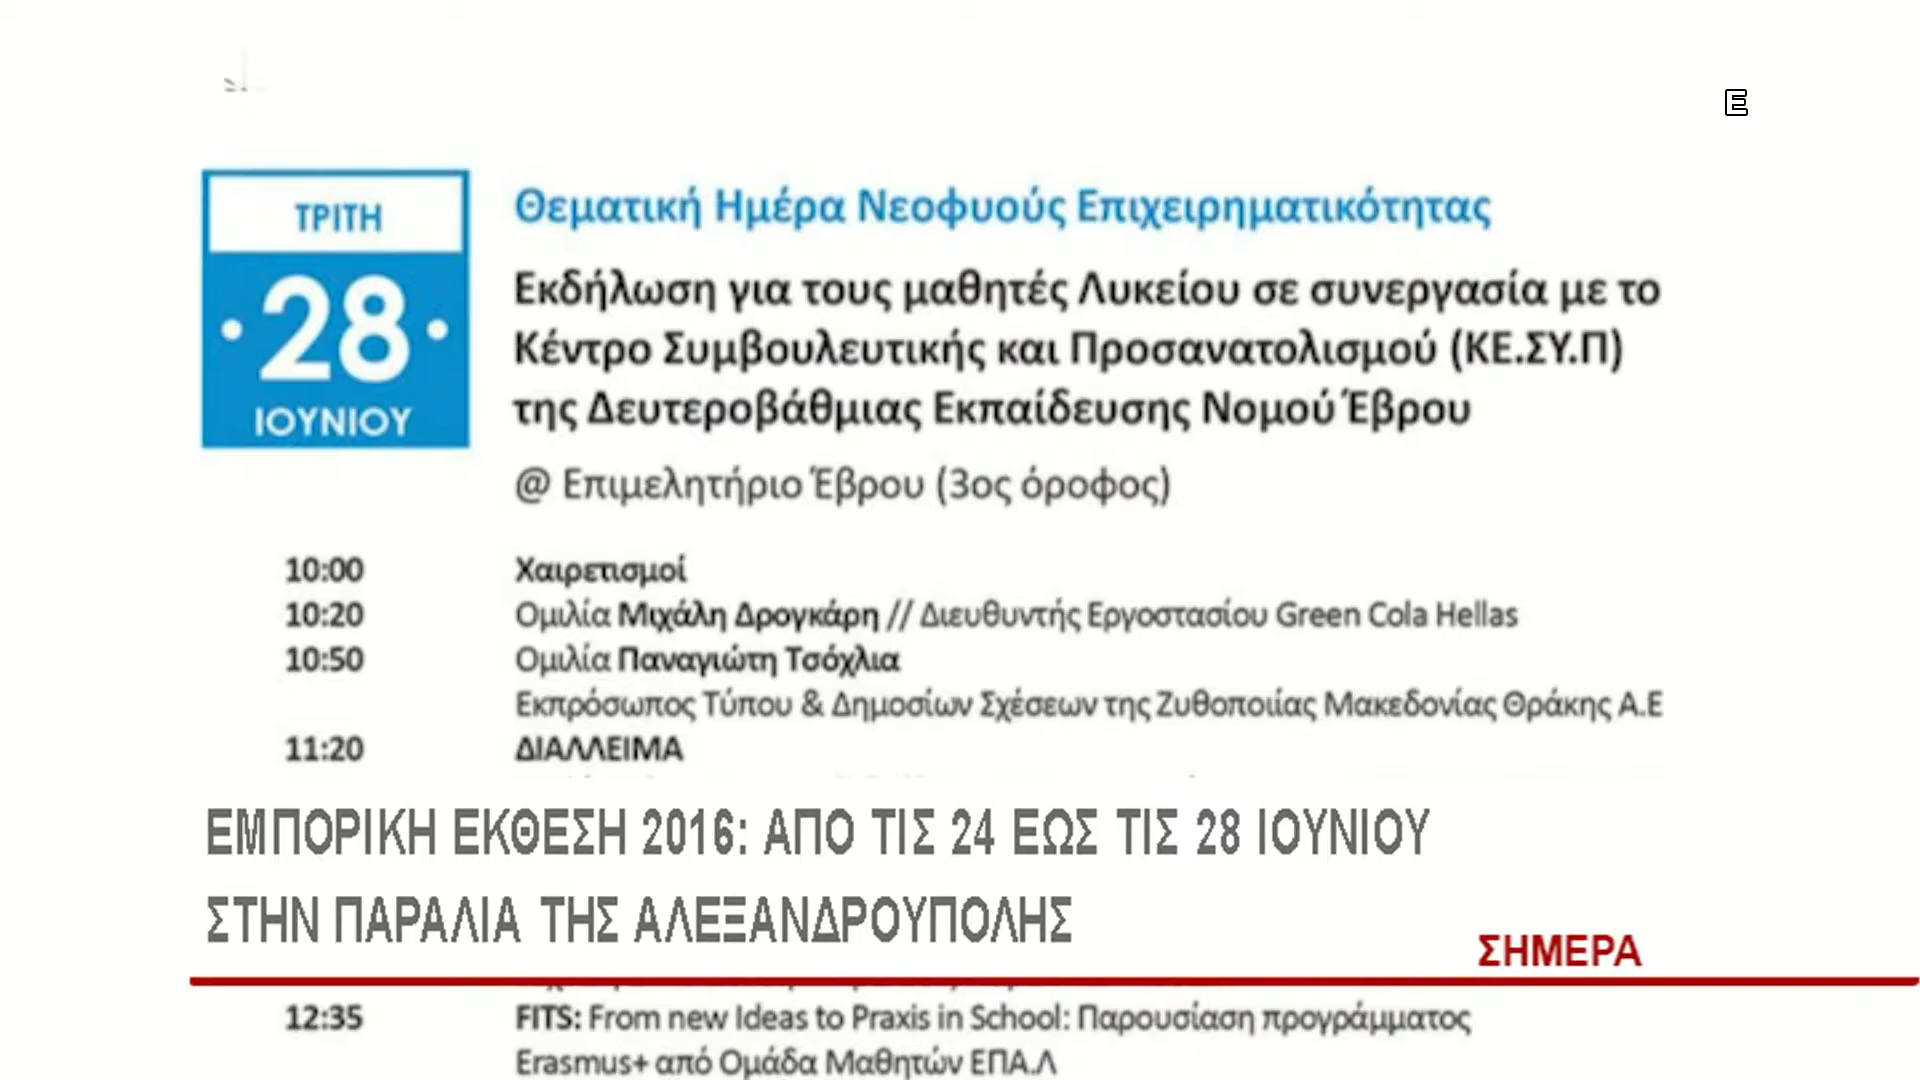 E
ΤΡΙΤΗ
28
ΙΟΥΝΙΟΥ
Θεματική Ημέρα Νεοφυούς Επιχειρηματικότητας
Εκδήλωση για τους μαθητές Λυκείου σε συνεργασία με το
Κέντρο Συμβουλευτικής και Προσανατολισμού (ΚΕ.ΣΥ.Π)
της Δευτεροβάθμιας Εκπαίδευσης Νομού Έβρου
@ Επιμελητήριο Έβρου (3ος όροφος)
10:00 Χαιρετισμοί
10:20 Ομιλία Μιχάλη Δρογκάρη // Διευθυντής Εργοστασίου Green Cola Hellas
10:50 Ομιλία Παναγιώτη Τσόχλια
Εκπρόσωπος Τύπου & Δημοσίων Σχέσεων της Ζυθοποιίας Μακεδονίας Θράκης Α.Ε
11:20 ΔΙΑΛΛΕΙΜΑ
ΕΜΠΟΡΙΚΗ ΕΚΘΕΣΗ 2016: ΑΠΟ ΤΙΣ 24 ΕΩΣ ΤΙΣ 28 ΙΟΥΝΙΟΥ
ΣΤΗΝ ΠΑΡΑΛΙΑ ΤΗΣ ΑΛΕΞΑΝΔΡΟΥΠΟΛΗΣ
ΣΗΜΕΡΑ
12:35 FITS: From new Ideas to Praxis in School: Παρουσίαση προγράμματος
Erasmus+ από Ομάδα Μαθητών ΕΠΑ.Λ